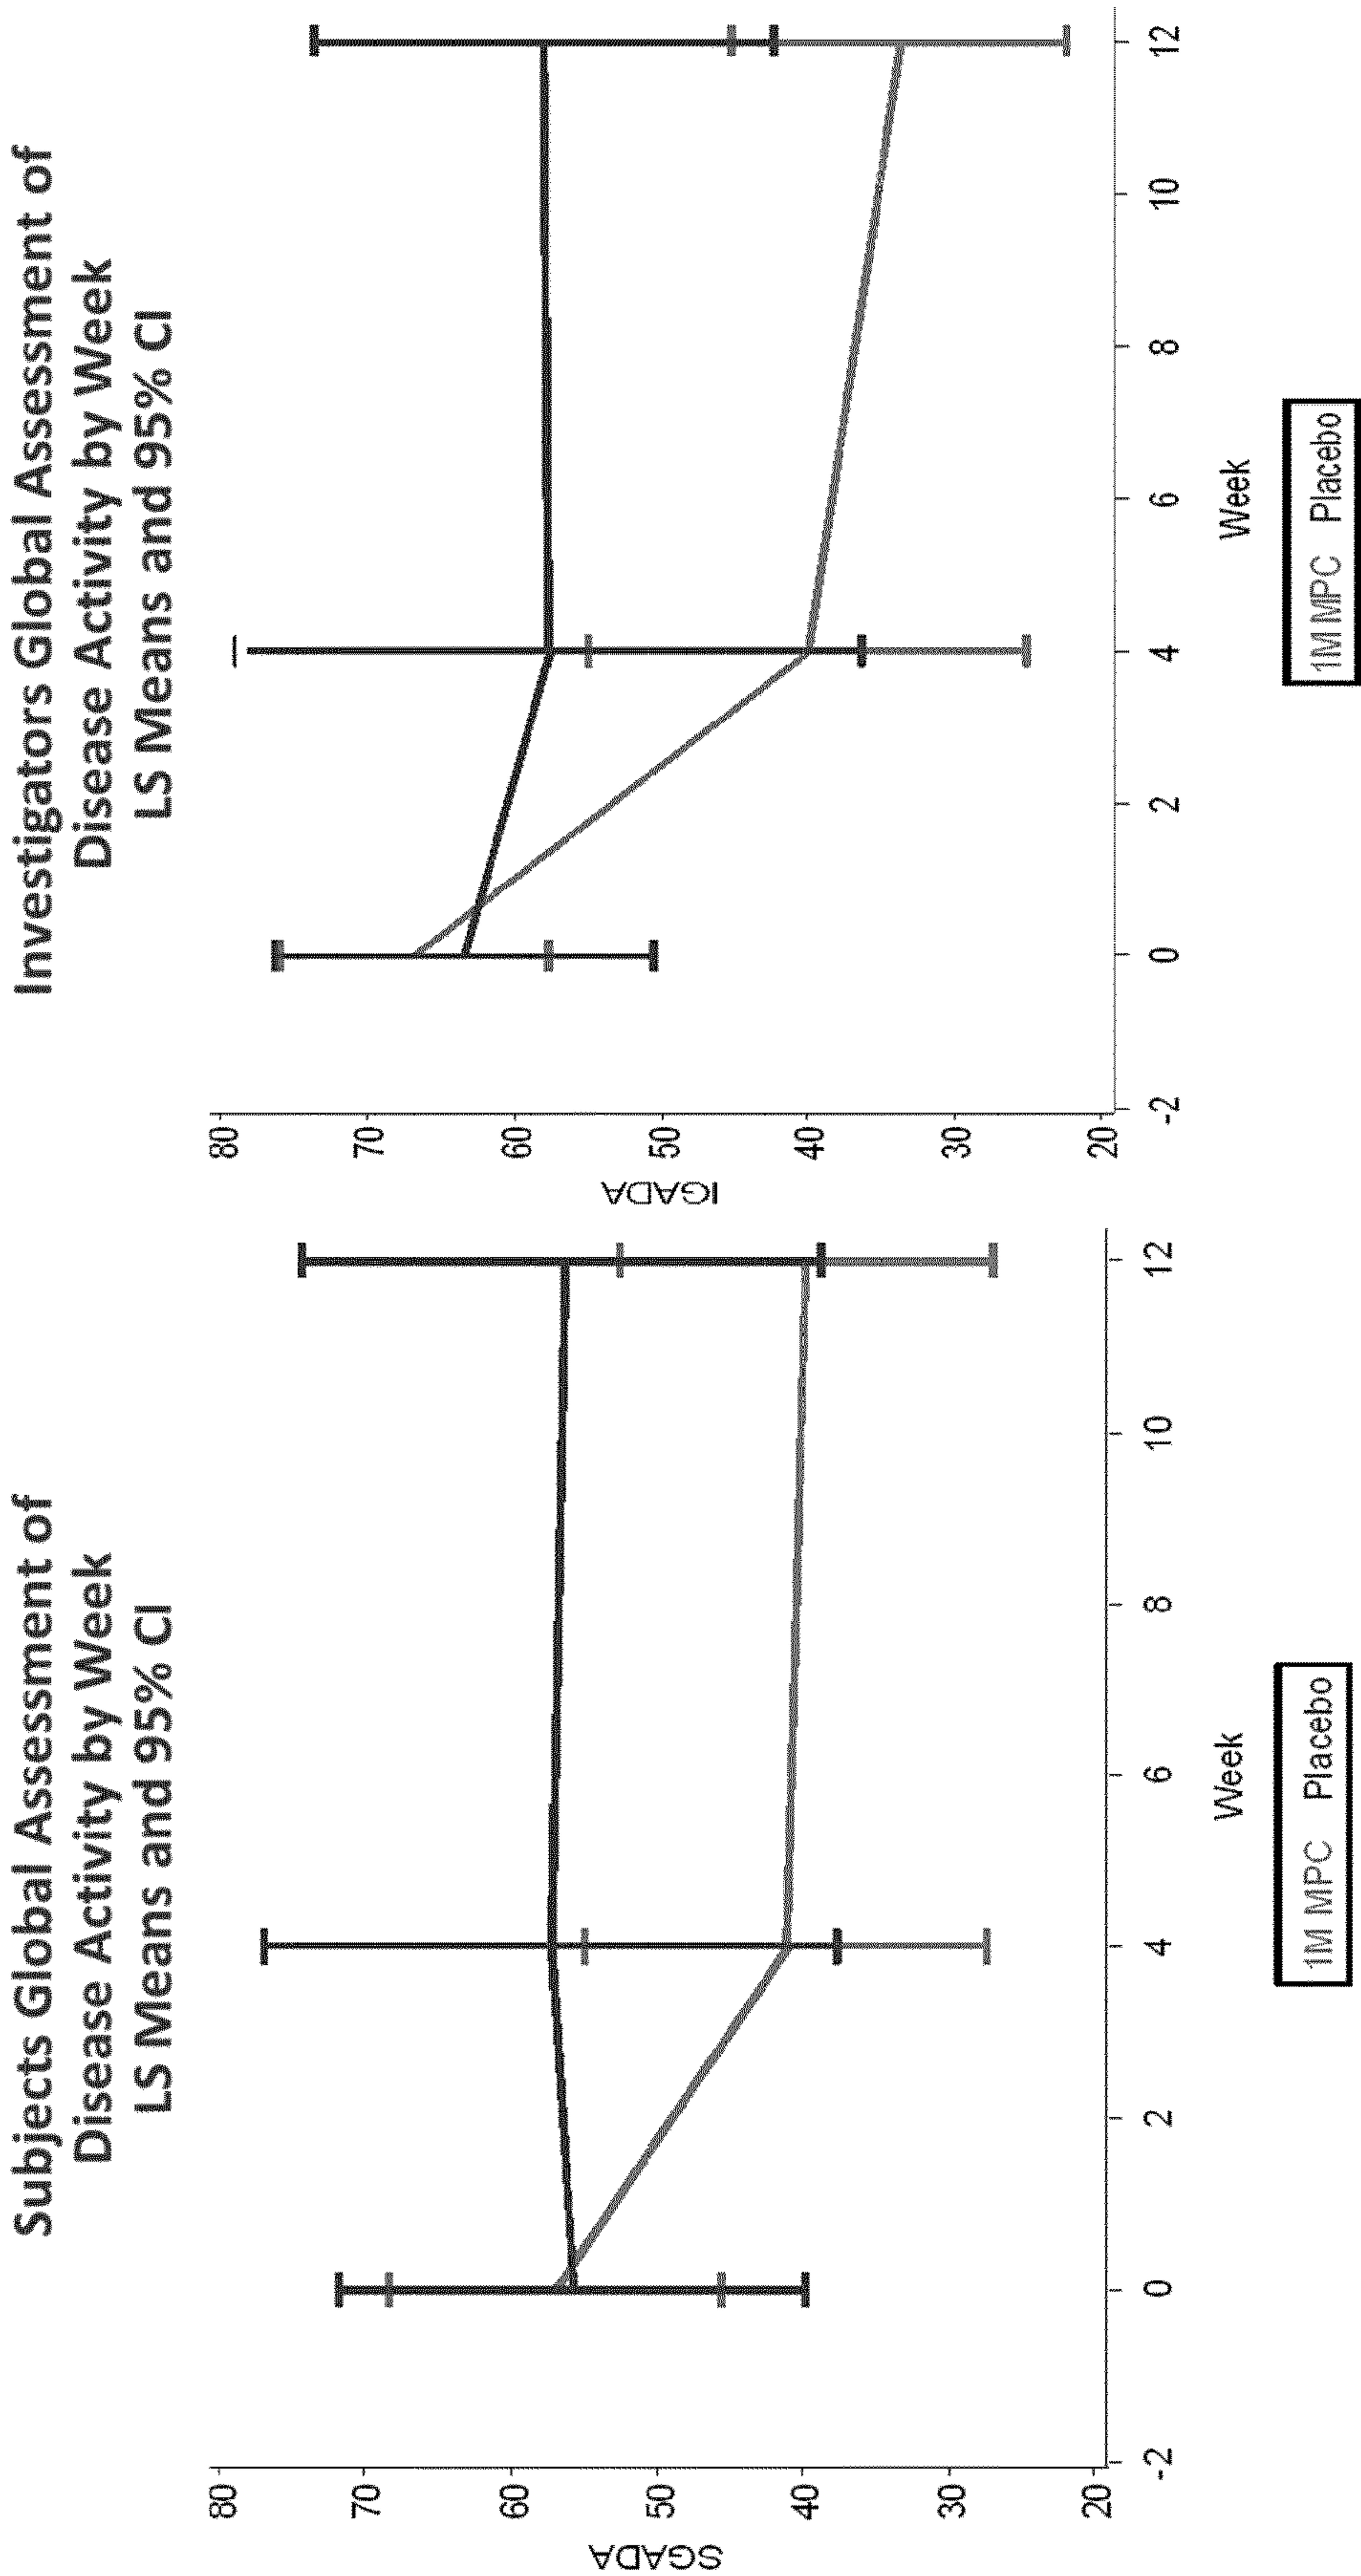 Subjects Global Assessment of
Disease Activity by Week
LS Means and 95% CI
80
70
60
50
40
30
20
SGADA
-2 0 2 4 6 8 10 12
Week
1M MPC Placebo
Investigators Global Assessment of
Disease Activity by Week
LS Means and 95% CI
80
70
60
50
40
30
20
IGADA
-2 0 2 4 6 8 10 12
Week
1M MPC Placebo